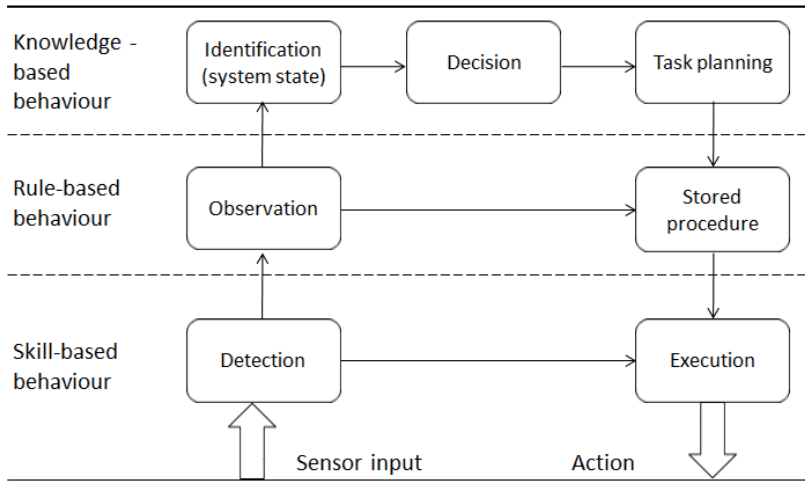 Knowledge -
based
behaviour
Identification
(system state)
Decision
Task planning
Rule-based
behaviour
Observation
Stored
procedure
Skill-based
behaviour
Detection
Execution
Sensor input
Action